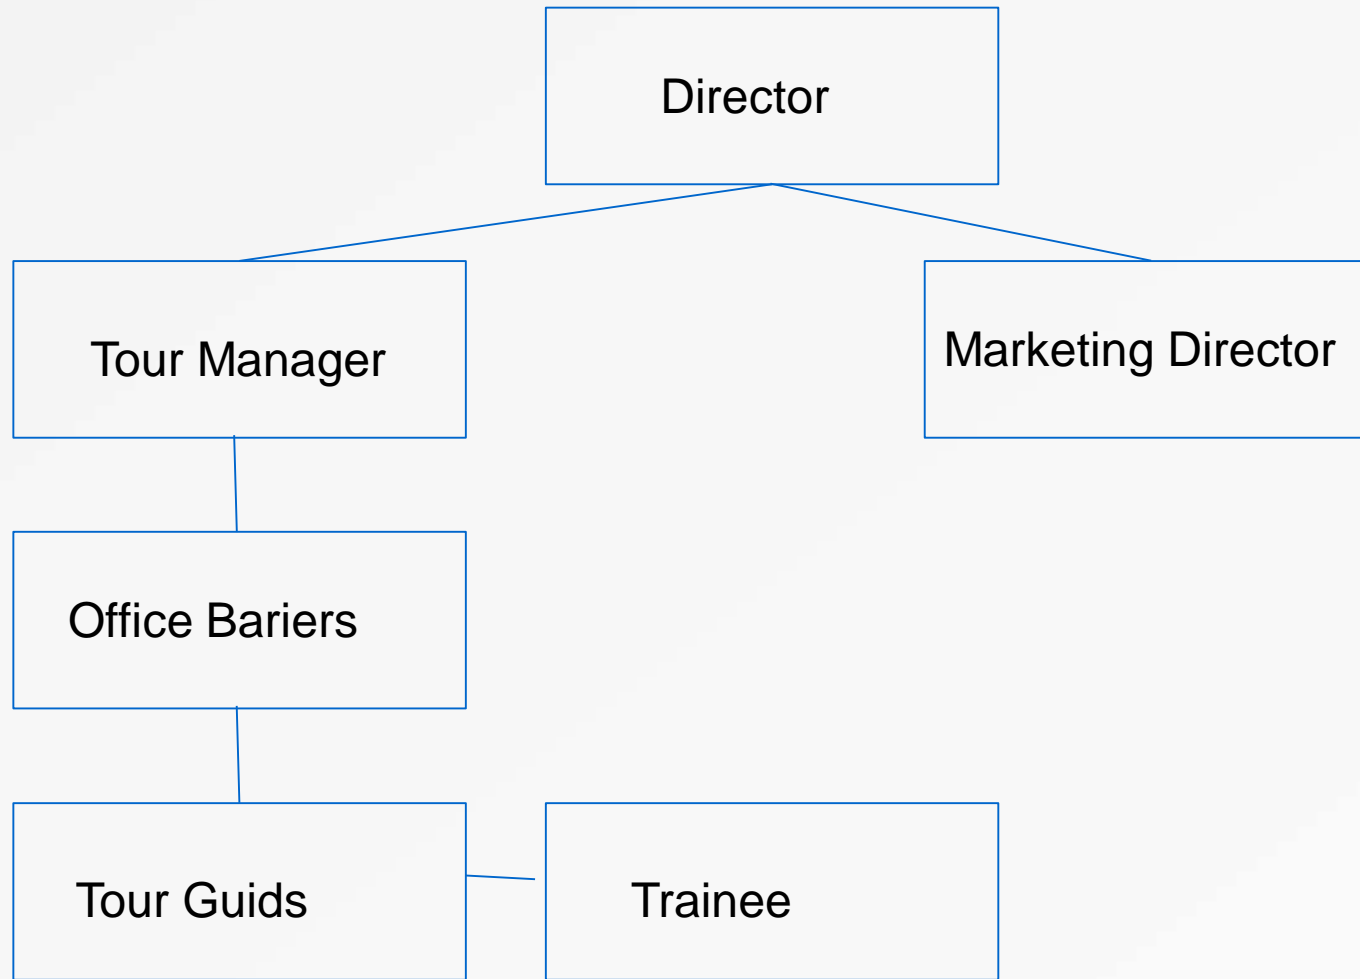 Director
Tour Manager
Marketing Director
Office Bariers
Tour Guids
Trainee